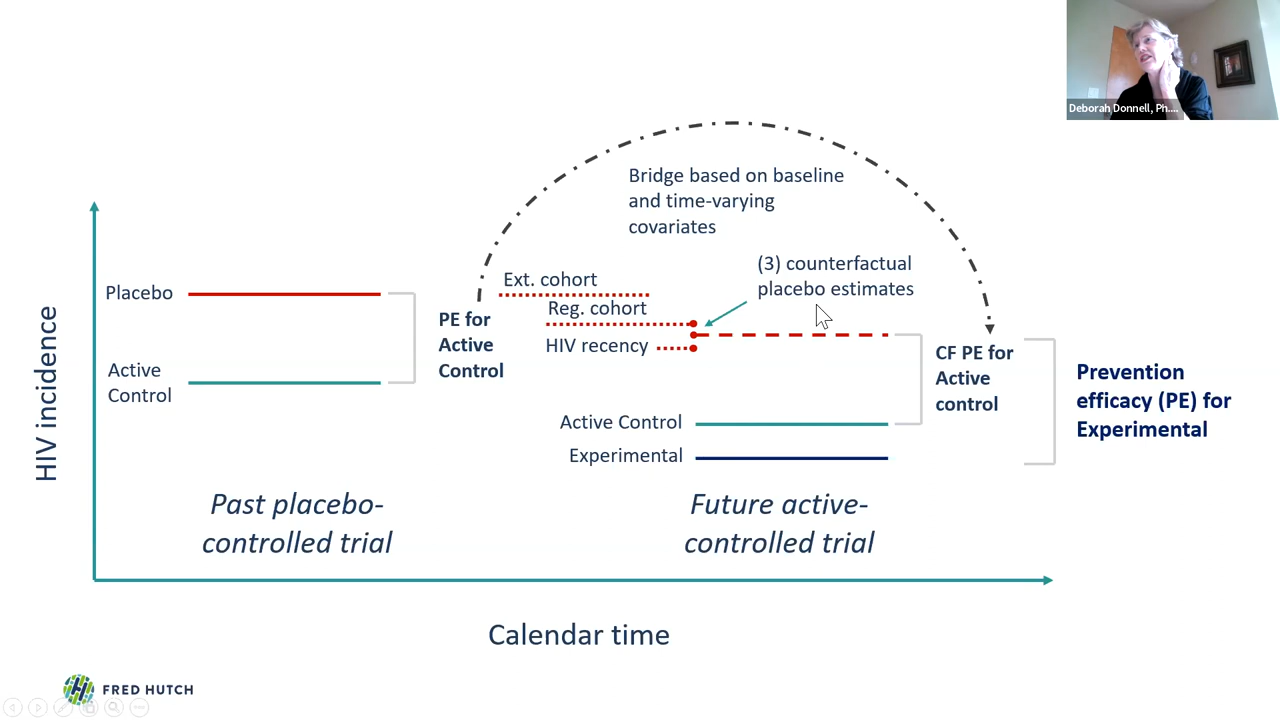 Deborah Donnell, Ph....
Bridge based on baseline
and time-varying
covariates
(3) counterfactual
placebo estimates
Ext. cohort
Reg. cohort
HIV recency
Placebo
Active
Control
PE for
Active
Control
CF PE for
Active
control
Prevention
efficacy (PE) for
Experimental
Active Control
Experimental
HIV incidence
Past placebo-
controlled trial
Future active-
controlled trial
Calendar time
FRED HUTCH